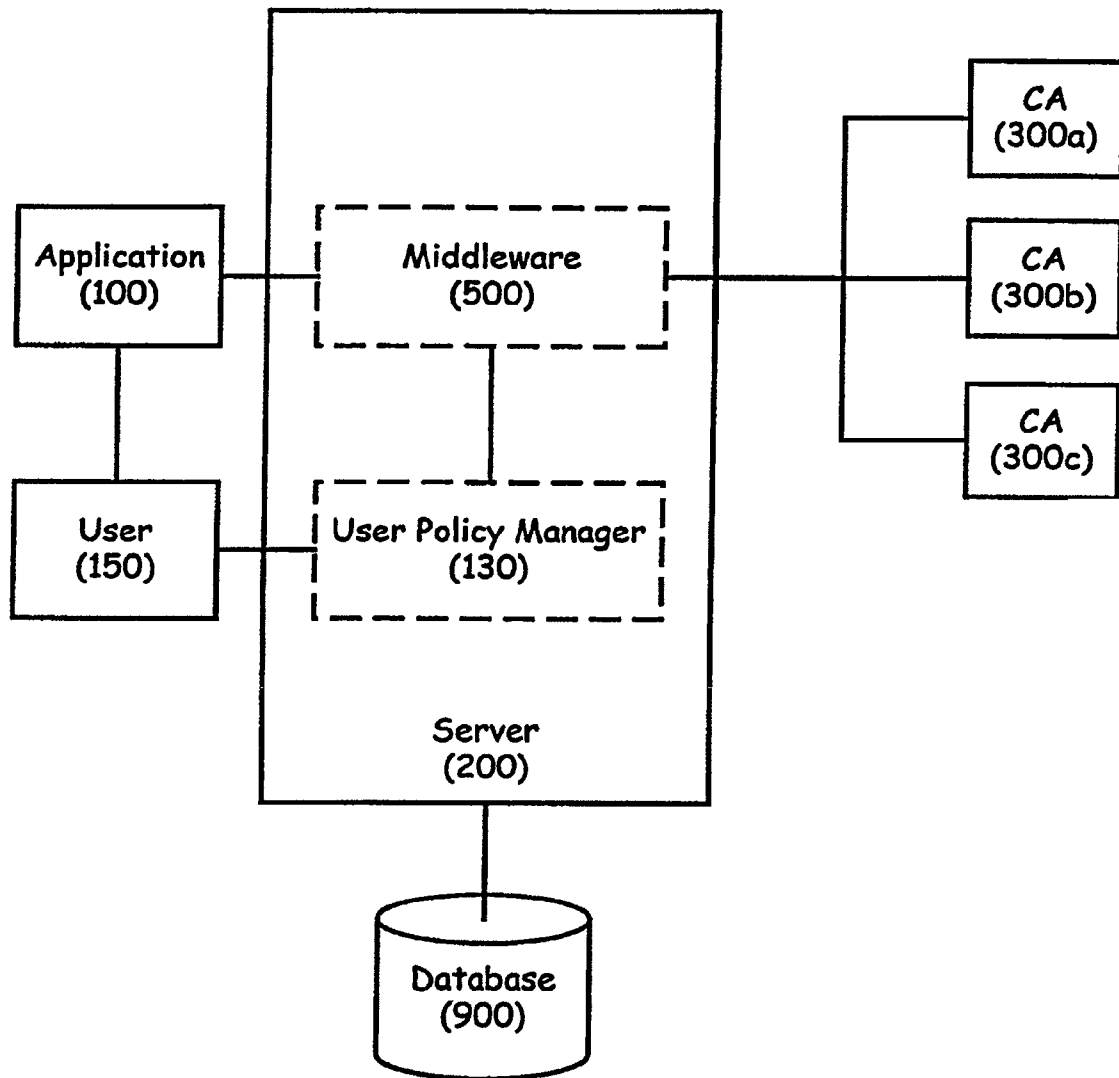 CA
(300a)
Application
(100)
Middleware
(500)
CA
(300b)
CA
(300c)
User
(150)
User Policy Manager
(130)
Server
(200)
Database
(900)